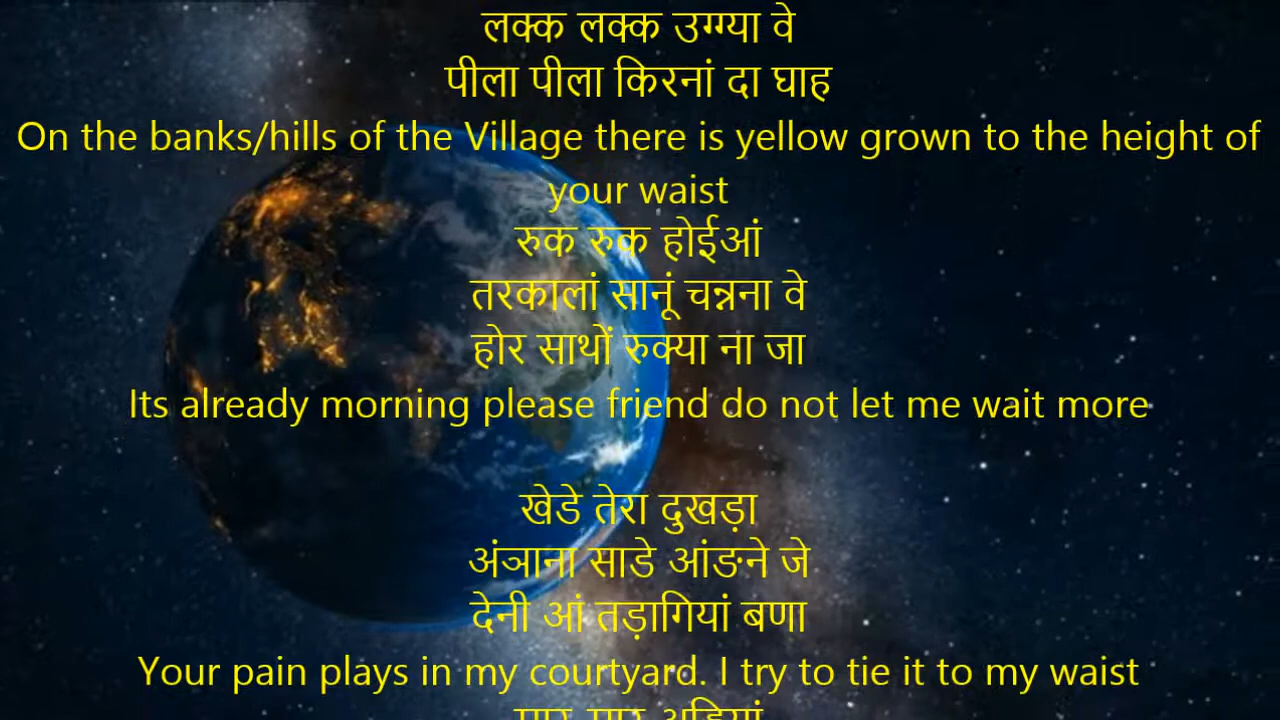 लक्क लक्क उग्ग्या वे
पीला पीला किरनां दा घाह
On the banks/hills of the Village there is yellow grown to the height of
your waist
रुक रुक होईआं
तरकालां सानूं चन्नना वे
होर साथों रुक्या ना जा
Its already morning please friend do not let me wait more
खेडे तेरा दुखड़ा
अंञाना साडे आंङने जे
देनी आं तड़ागियां बणा
Your pain plays in my courtyard. I try to tie it to my waist